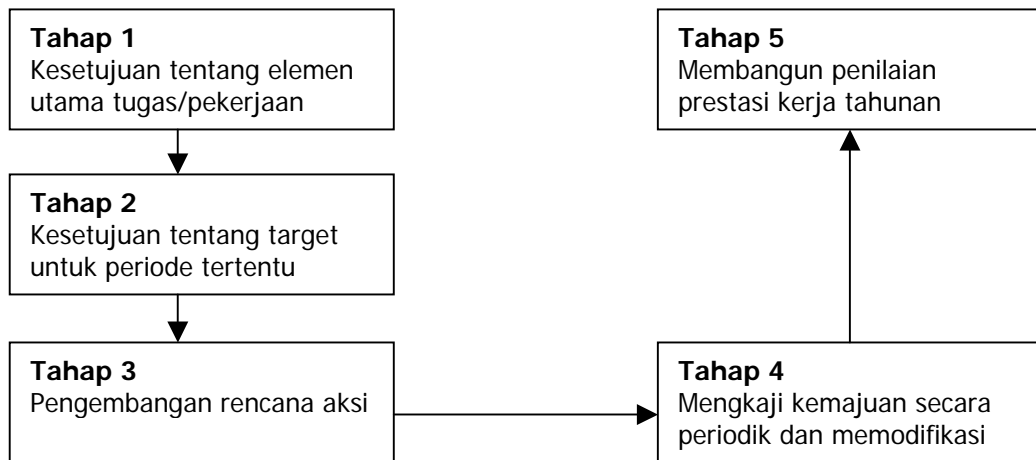 Tahap 1
Kesetujuan tentang elemen
utama tugas/pekerjaan
Tahap 2
Kesetujuan tentang target
untuk periode tertentu
Tahap 3
Pengembangan rencana aksi
Tahap 4
Mengkaji kemajuan secara
periodik dan memodifikasi
Tahap 5
Membangun penilaian
prestasi kerja tahunan